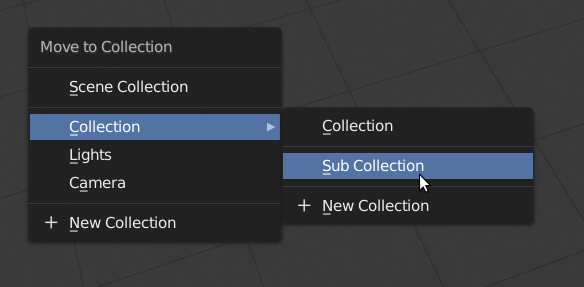 Move to Collection
Scene Collection
Collection
Lights
Camera
+ New Collection
Collection
Sub Collection
+ New Collection